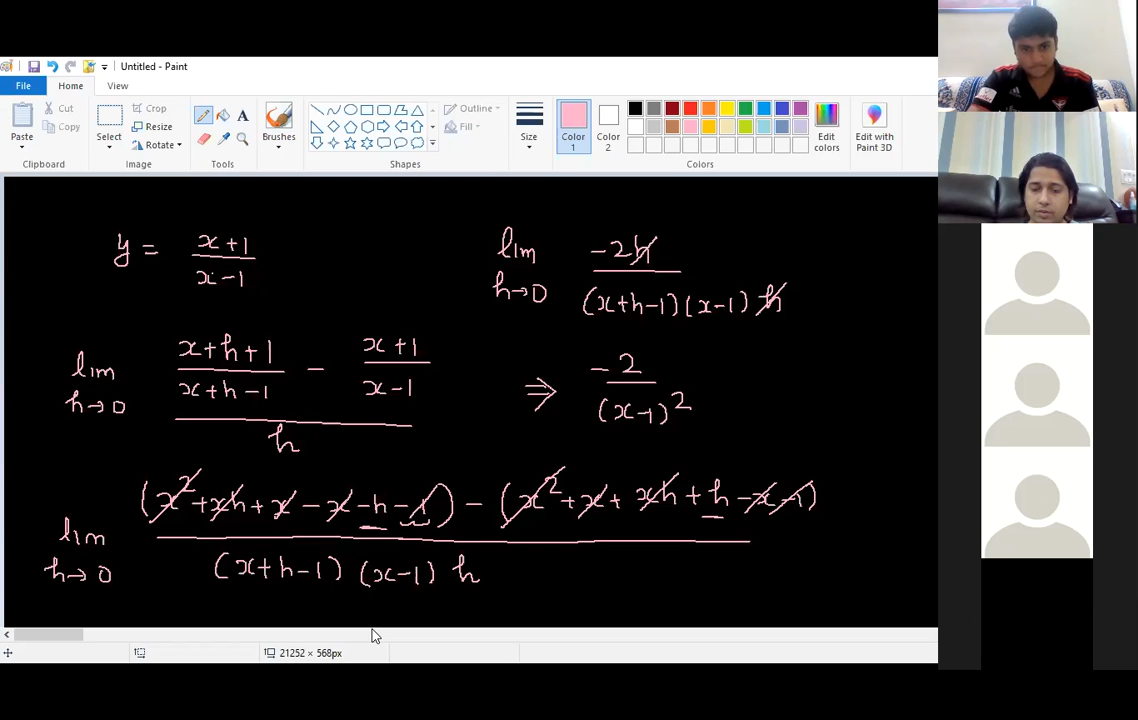 Untitled - Paint
File Home View
Paste
Cut
Copy
Clipboard
Select
Crop
Resize
Rotate
Image
A
Tools
Brushes
Shapes
Outline
Fill
Size
Color 1
Color 2
Colors
Edit colors
Edit with Paint 3D
y = (x+1)/(x-1)
lim h→0 ((x+h+1)/(x+h-1) - (x+1)/(x-1))/h
lim h→0 ((x²+xh+x-x-h-1) - (x²+x+xh+h-x-1))/((x+h-1)(x-1)h)
lim h→0 -2h/((x+h-1)(x-1)h)
⇒ -2/(x-1)²
21252 × 568px